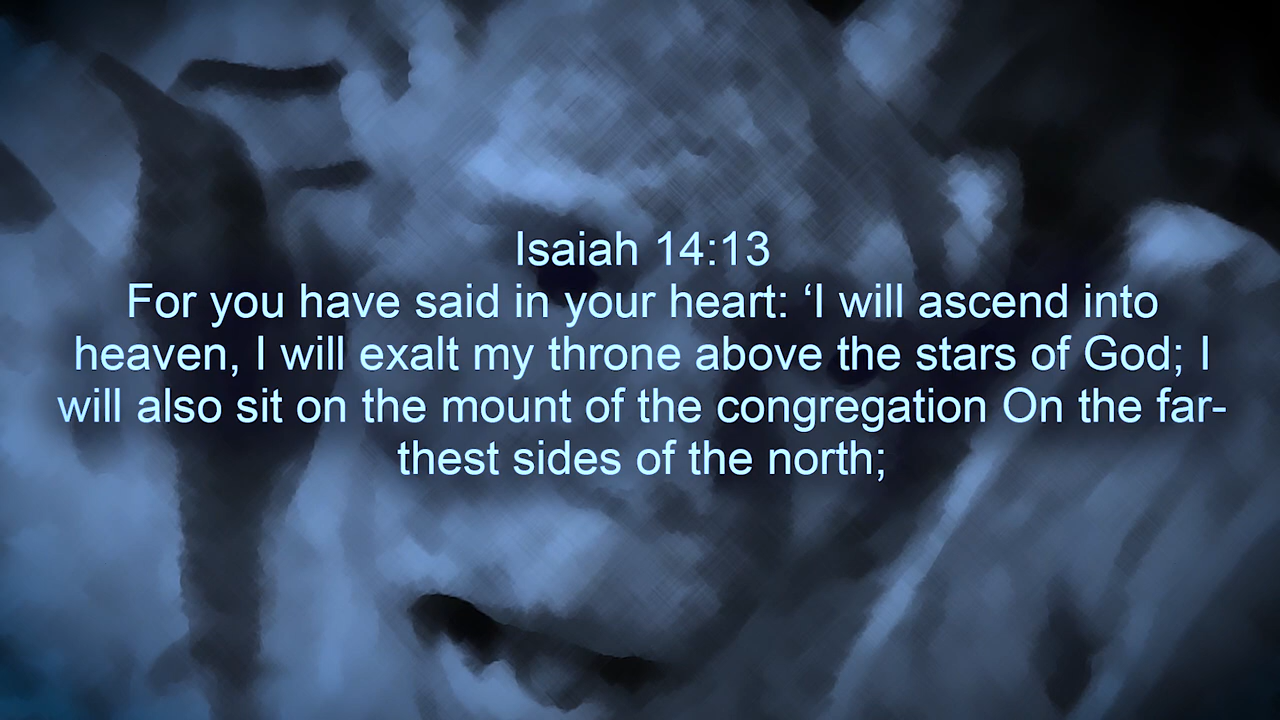 Isaiah 14:13
For you have said in your heart: ‘I will ascend into
heaven, I will exalt my throne above the stars of God; I
will also sit on the mount of the congregation On the far-
thest sides of the north;